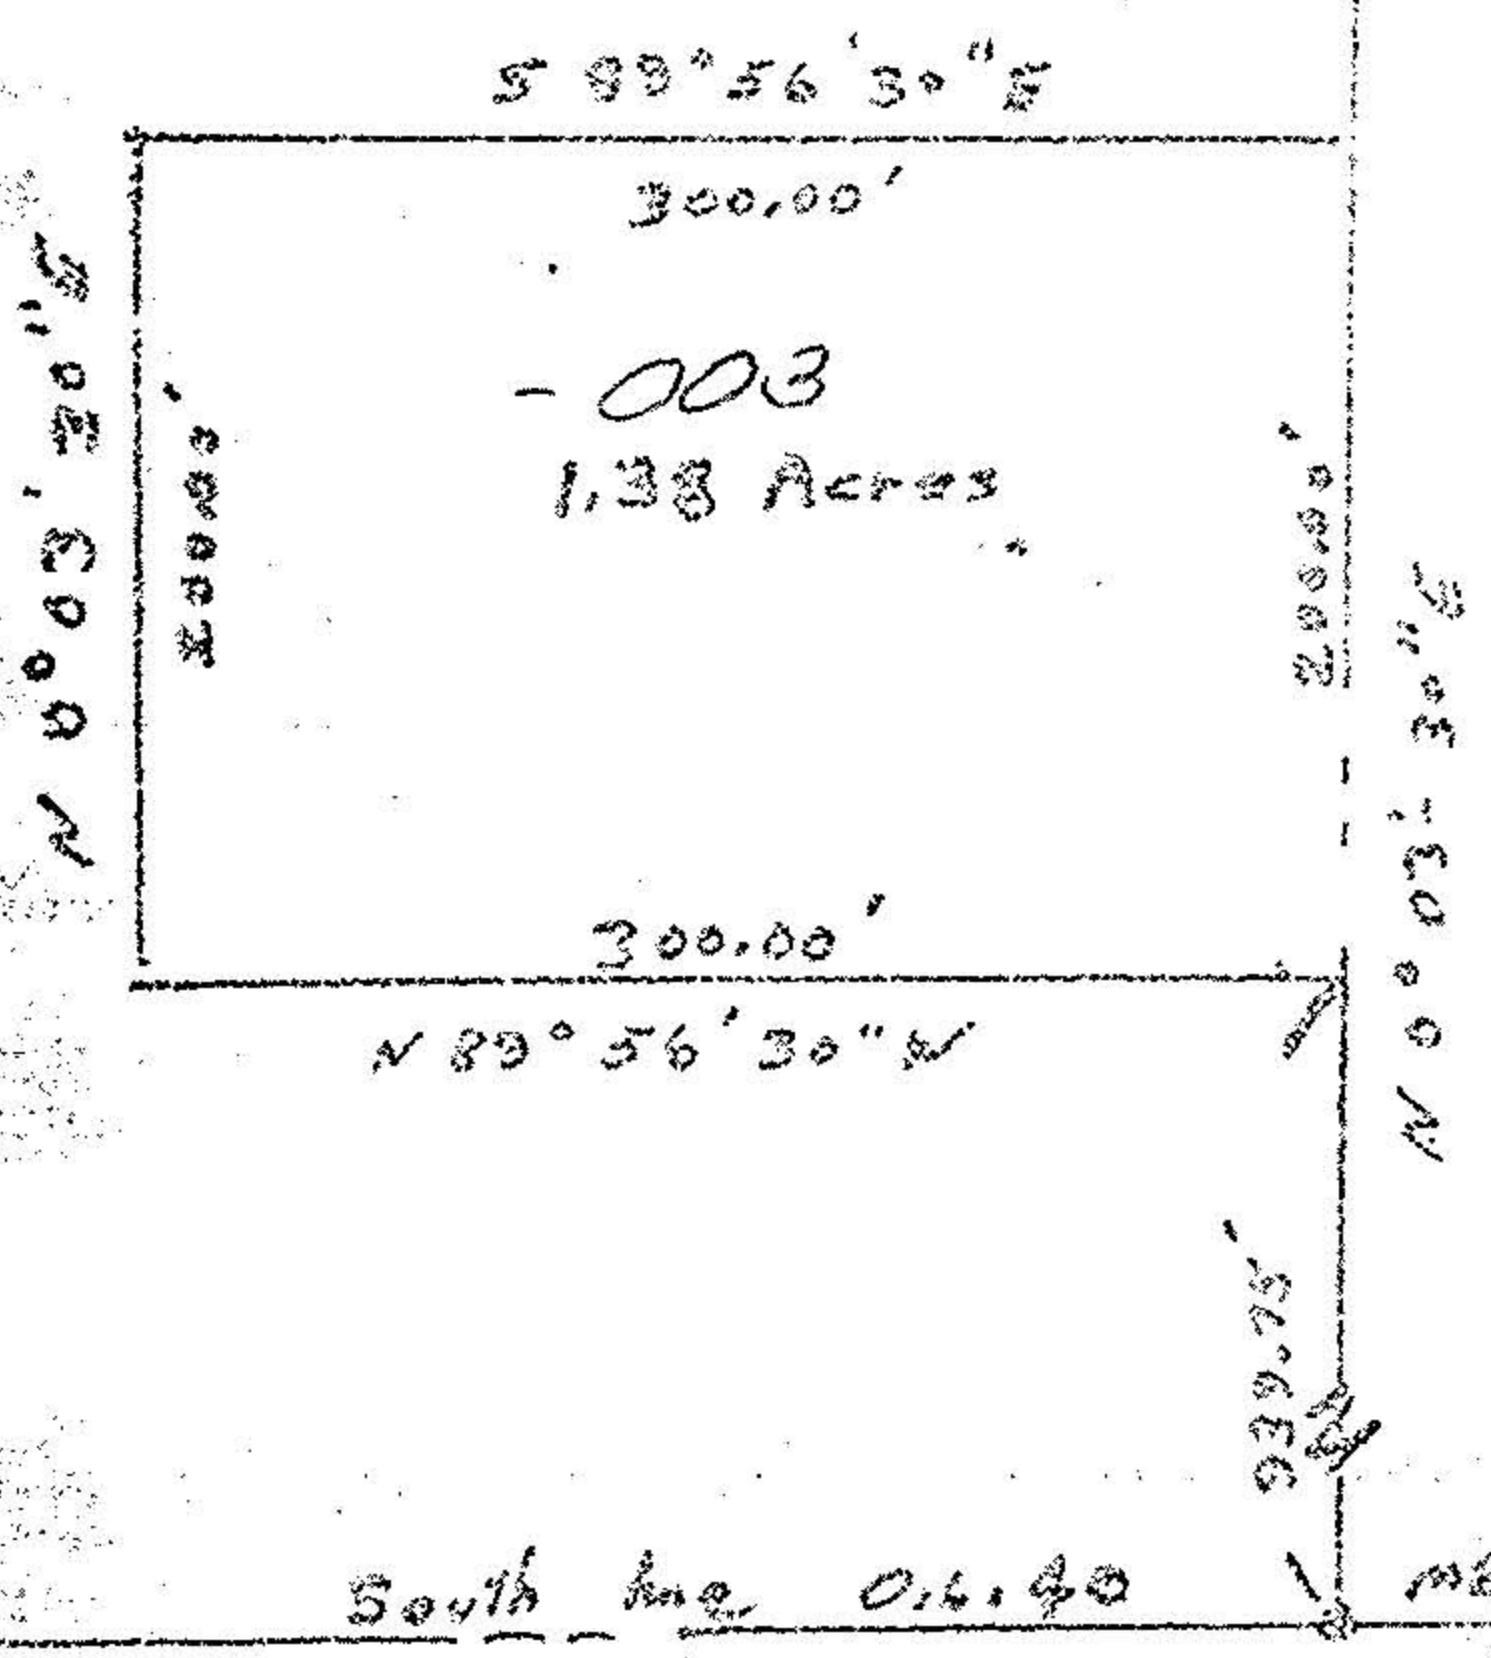 S 89° 56' 30" E
300.00'
- 003
1.38 Acres
N 0° 03' 30" E
200.00'
200.00'
N 0° 03' 30" E
300.00'
N 89° 56' 30" W
939.75'
South line O.L. 40